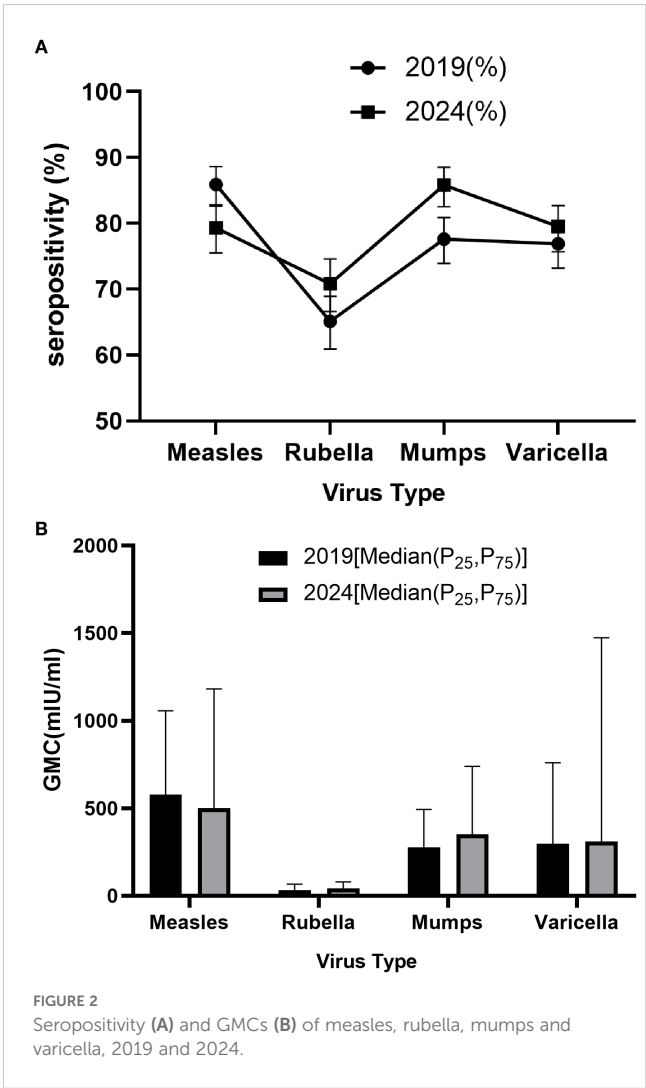 A
2019(%)
2024(%)
100
90
80
70
60
50
seropositivity (%)
Measles Rubella Mumps Varicella
Virus Type
B
2019[Median(P25,P75)]
2024[Median(P25,P75)]
2000
1500
1000
500
0
GMC(mIU/ml)
Measles Rubella Mumps Varicella
Virus Type
FIGURE 2
Seropositivity (A) and GMCs (B) of measles, rubella, mumps and
varicella, 2019 and 2024.